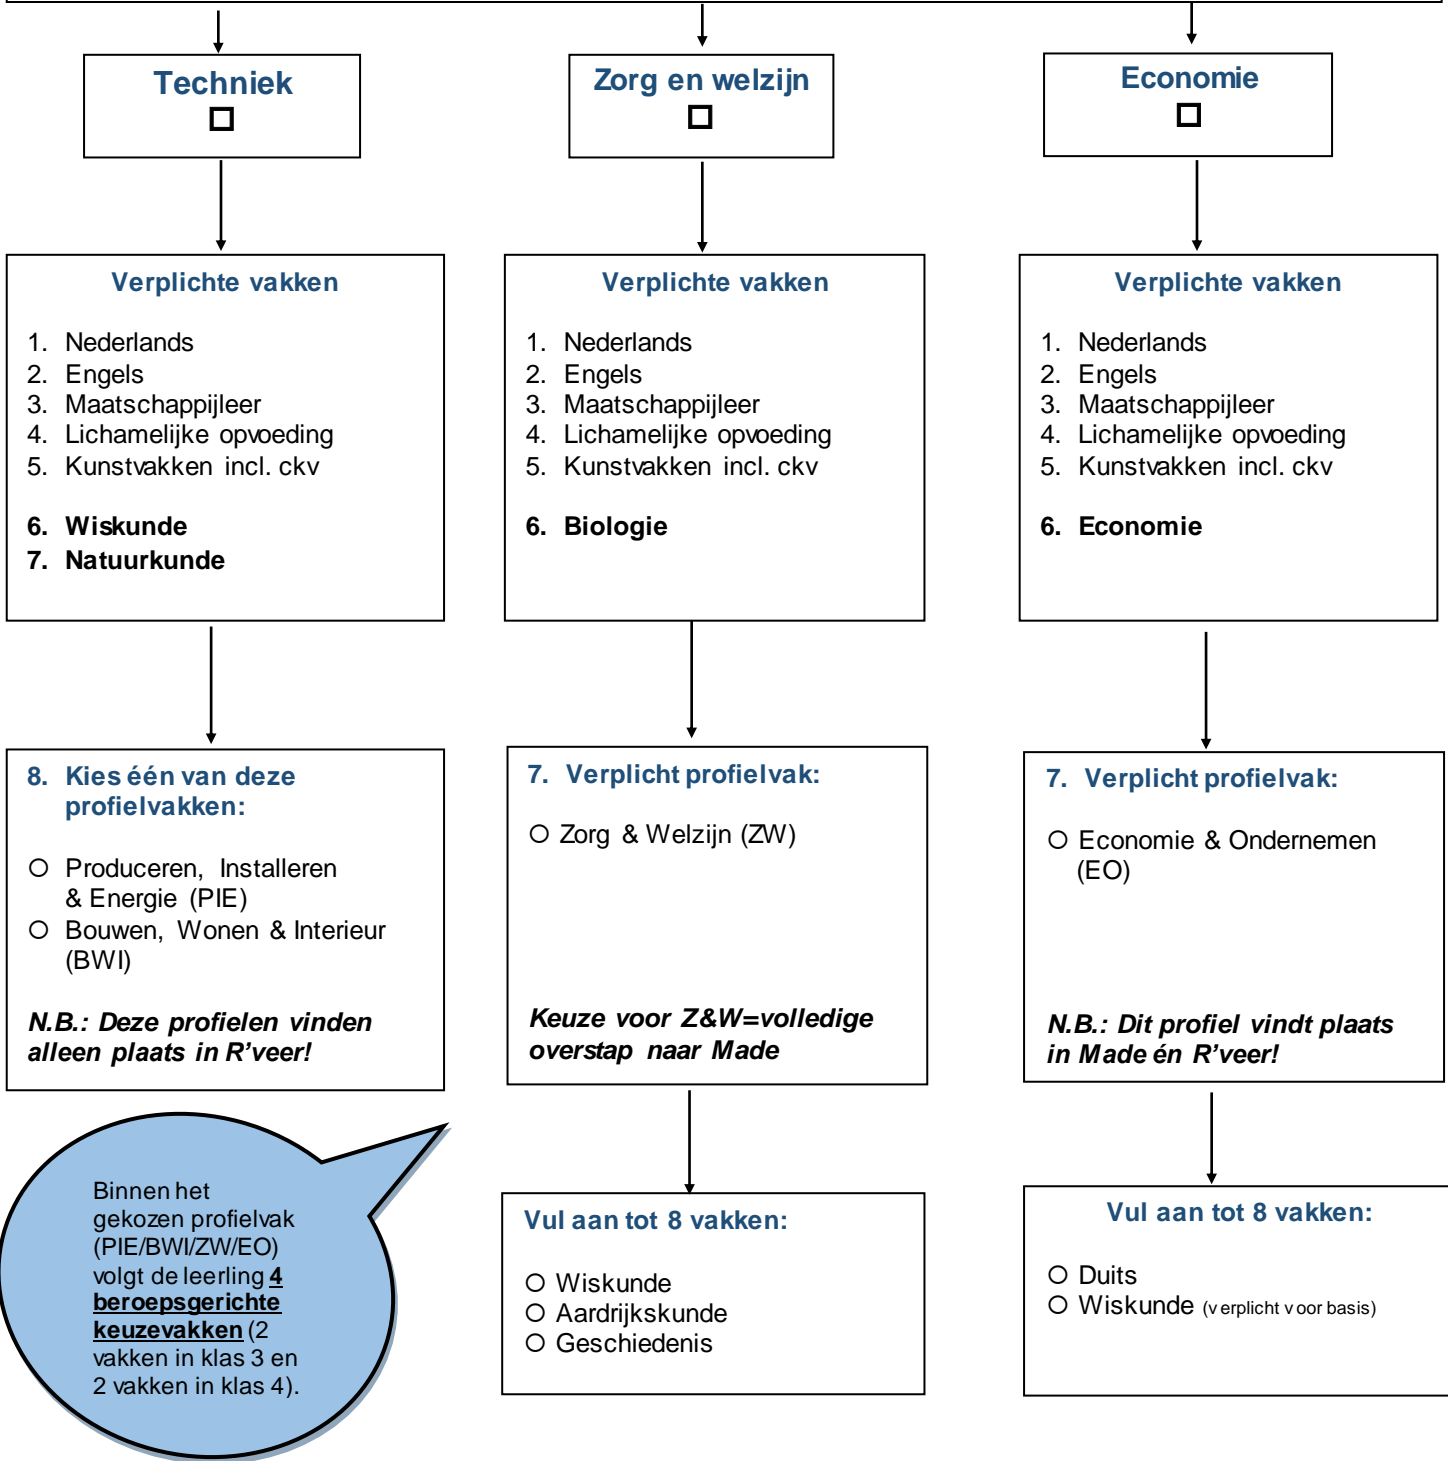 Techniek
Zorg en welzijn
Economie
Verplichte vakken
1. Nederlands
2. Engels
3. Maatschappijleer
4. Lichamelijke opvoeding
5. Kunstvakken incl. ckv
6. Wiskunde
7. Natuurkunde
Verplichte vakken
1. Nederlands
2. Engels
3. Maatschappijleer
4. Lichamelijke opvoeding
5. Kunstvakken incl. ckv
6. Biologie
Verplichte vakken
1. Nederlands
2. Engels
3. Maatschappijleer
4. Lichamelijke opvoeding
5. Kunstvakken incl. ckv
6. Economie
8. Kies één van deze
profielvakken:
Produceren, Installeren
& Energie (PIE)
Bouwen, Wonen & Interieur
(BWI)
N.B.: Deze profielen vinden
alleen plaats in R'veer!
7. Verplicht profielvak:
Zorg & Welzijn (ZW)
Keuze voor Z&W=volledige
overstap naar Made
7. Verplicht profielvak:
Economie & Ondernemen
(EO)
N.B.: Dit profiel vindt plaats
in Made én R'veer!
Binnen het
gekozen profielvak
(PIE/BWI/ZW/EO)
volgt de leerling 4
beroepsgerichte
keuzevakken (2
vakken in klas 3 en
2 vakken in klas 4).
Vul aan tot 8 vakken:
Wiskunde
Aardrijkskunde
Geschiedenis
Vul aan tot 8 vakken:
Duits
Wiskunde (verplicht voor basis)